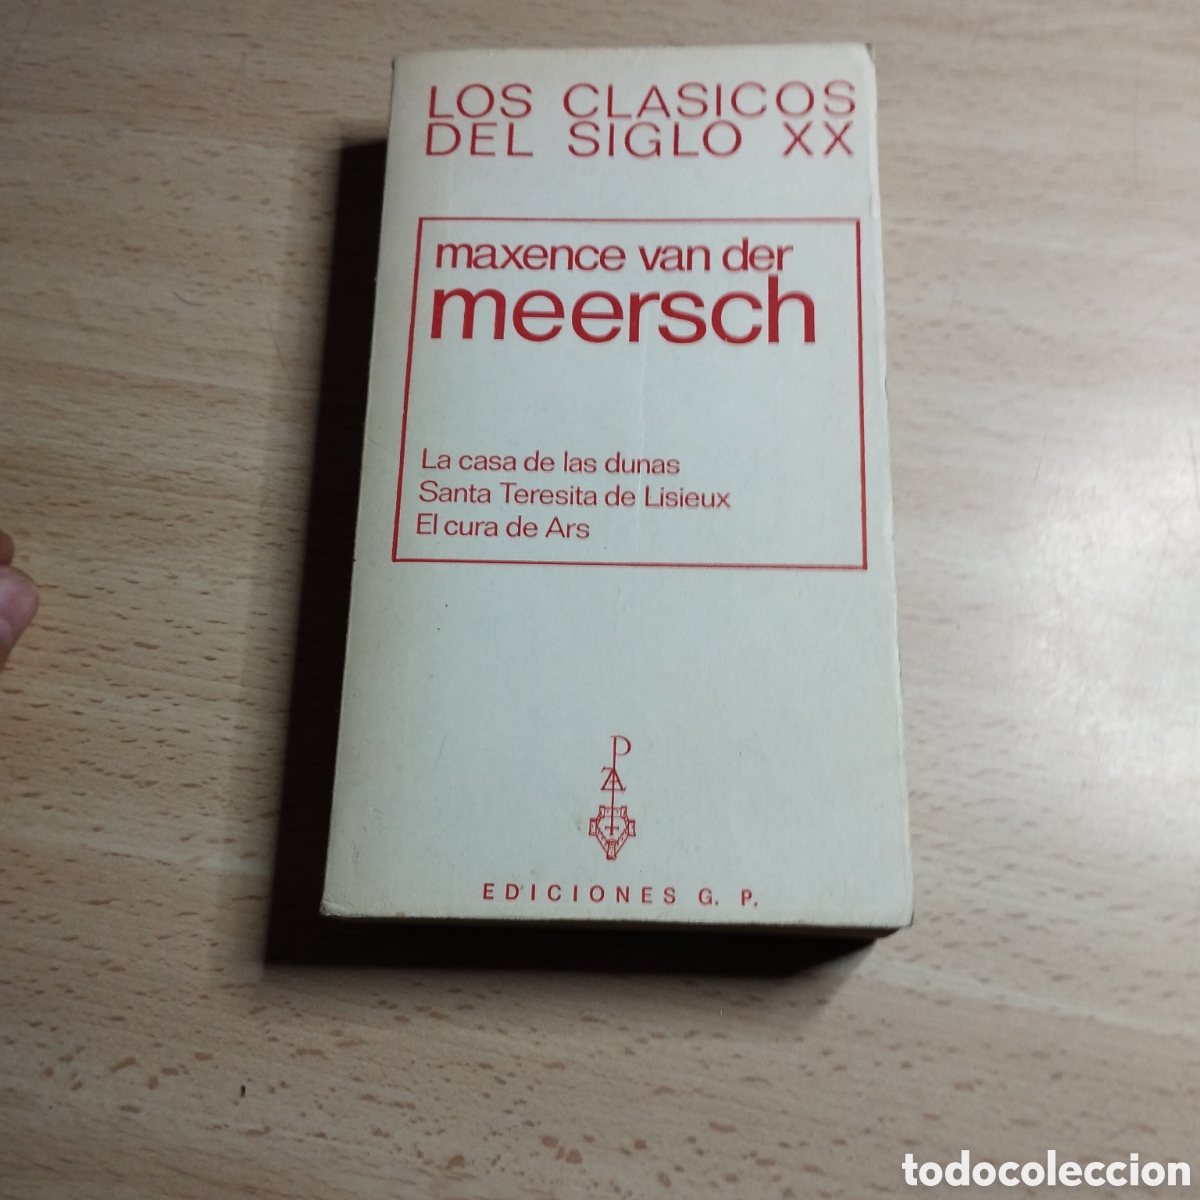 LOS CLASICOS
DEL SIGLO XX
maxence van der
meersch
La casa de las dunas
Santa Teresita de Lisieux
El cura de Ars
EDICIONES G. P.
todocoleccion